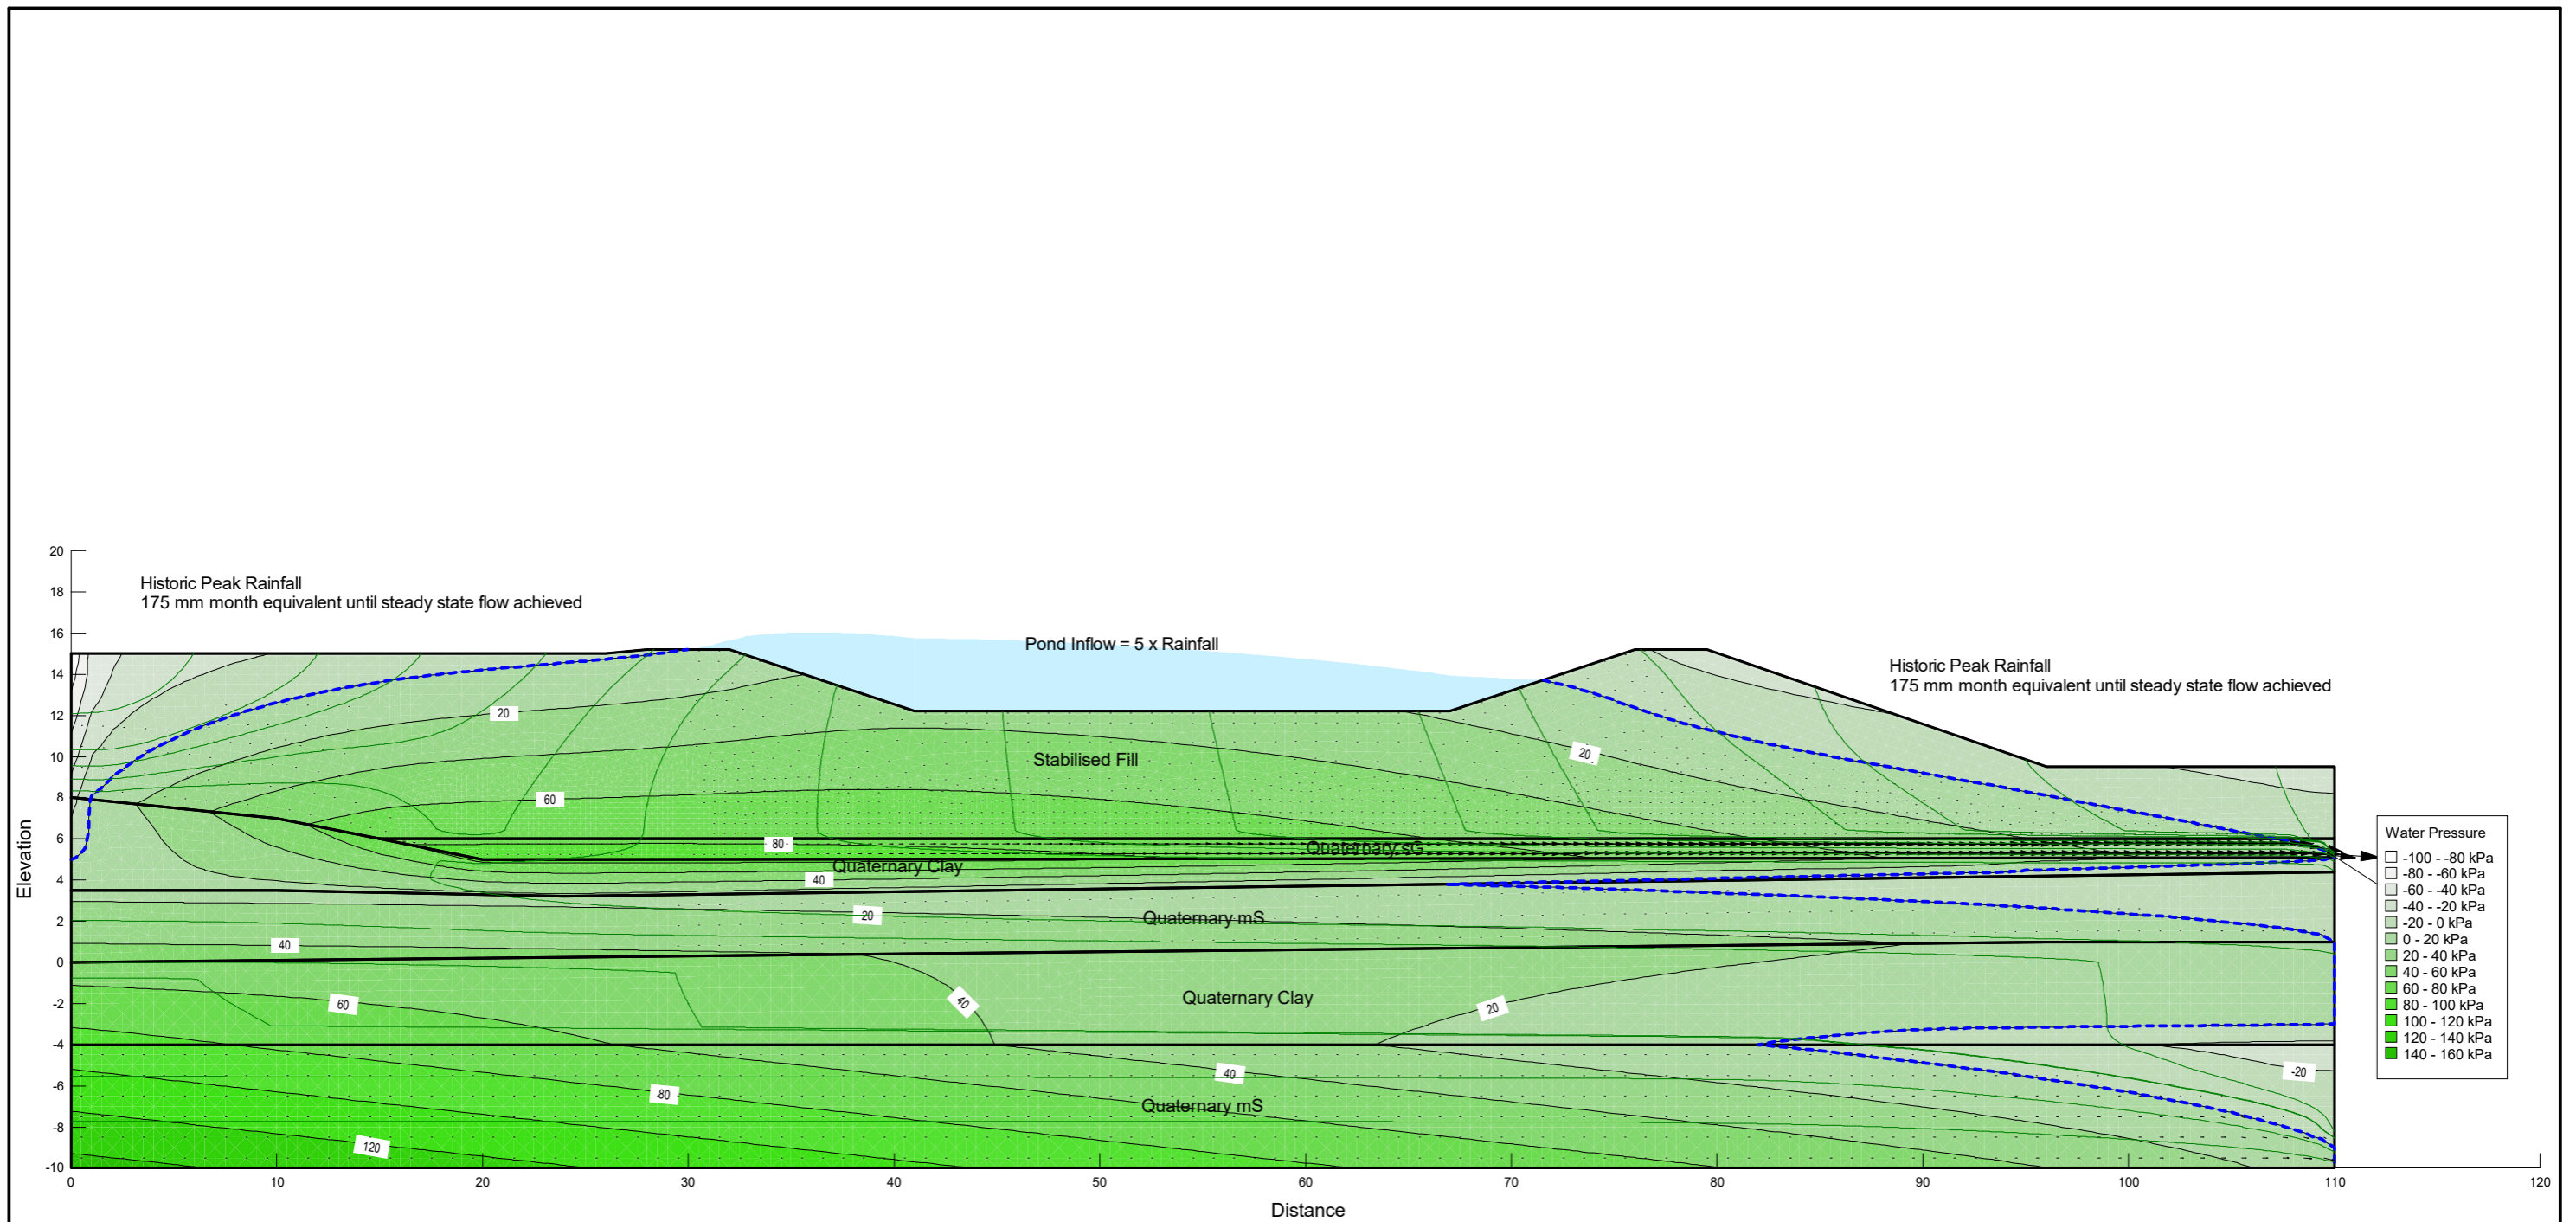 20
18
16
14
12
10
8
6
4
2
0
-2
-4
-6
-8
-10
Elevation
Historic Peak Rainfall
175 mm month equivalent until steady state flow achieved
Pond Inflow = 5 x Rainfall
Historic Peak Rainfall
175 mm month equivalent until steady state flow achieved
20
20
Stabilised Fill
60
80
Quaternary sG
Quaternary Clay
40
20
Quaternary mS
40
60
40
Quaternary Clay
20
40
-20
80
Quaternary mS
120
Water Pressure
-100 - -80 kPa
-80 - -60 kPa
-60 - -40 kPa
-40 - -20 kPa
-20 - 0 kPa
0 - 20 kPa
20 - 40 kPa
40 - 60 kPa
60 - 80 kPa
80 - 100 kPa
100 - 120 kPa
120 - 140 kPa
140 - 160 kPa
0 10 20 30 40 50 60 70 80 90 100 110 120
Distance